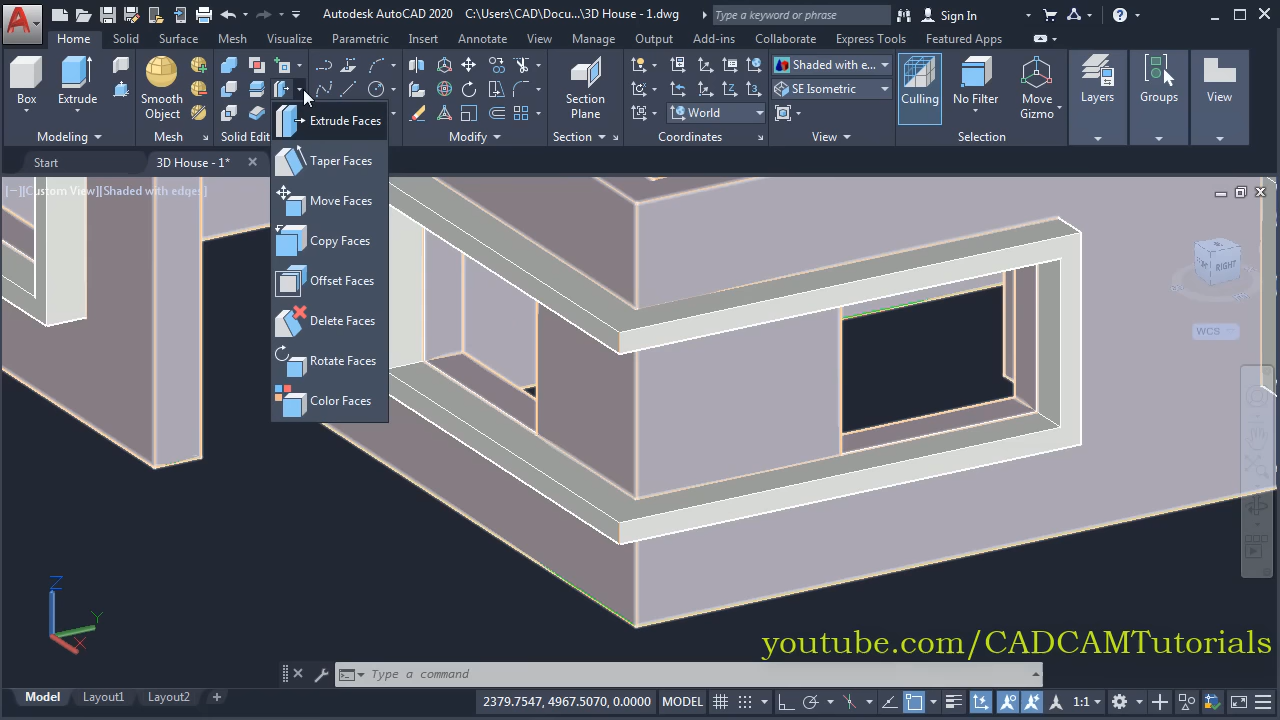 Autodesk AutoCAD 2020 C:\Users\CAD\Docu...\3D House - 1.dwg
Type a keyword or phrase
Sign In
Home Solid Surface Mesh Visualize Parametric Insert Annotate View Manage Output Add-ins Collaborate Express Tools Featured Apps
Box
Extrude
Smooth
Object
Section
Plane
World
Shaded with e...
SE Isometric
Culling
No Filter
Move
Gizmo
Layers
Groups
View
Modeling
Mesh
Solid Edit
Modify
Section
Coordinates
View
Selection
Start
3D House - 1*
[−][Custom View][Shaded with edges]
Extrude Faces
Taper Faces
Move Faces
Copy Faces
Offset Faces
Delete Faces
Rotate Faces
Color Faces
RIGHT
WCS
Z
Y
X
youtube.com/CADCAMTutorials
Type a command
Model Layout1 Layout2 +
2379.7547, 4967.5070, 0.0000 MODEL
1:1